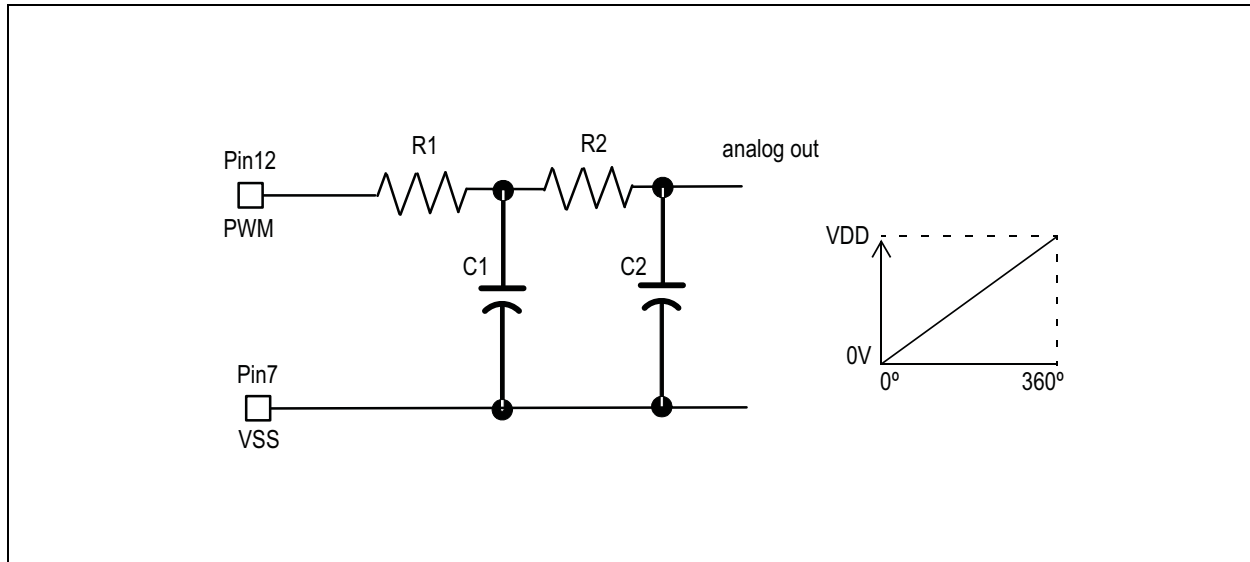 R1
R2
analog out
Pin12
PWM
C1
C2
VDD
0V
0º
360º
Pin7
VSS